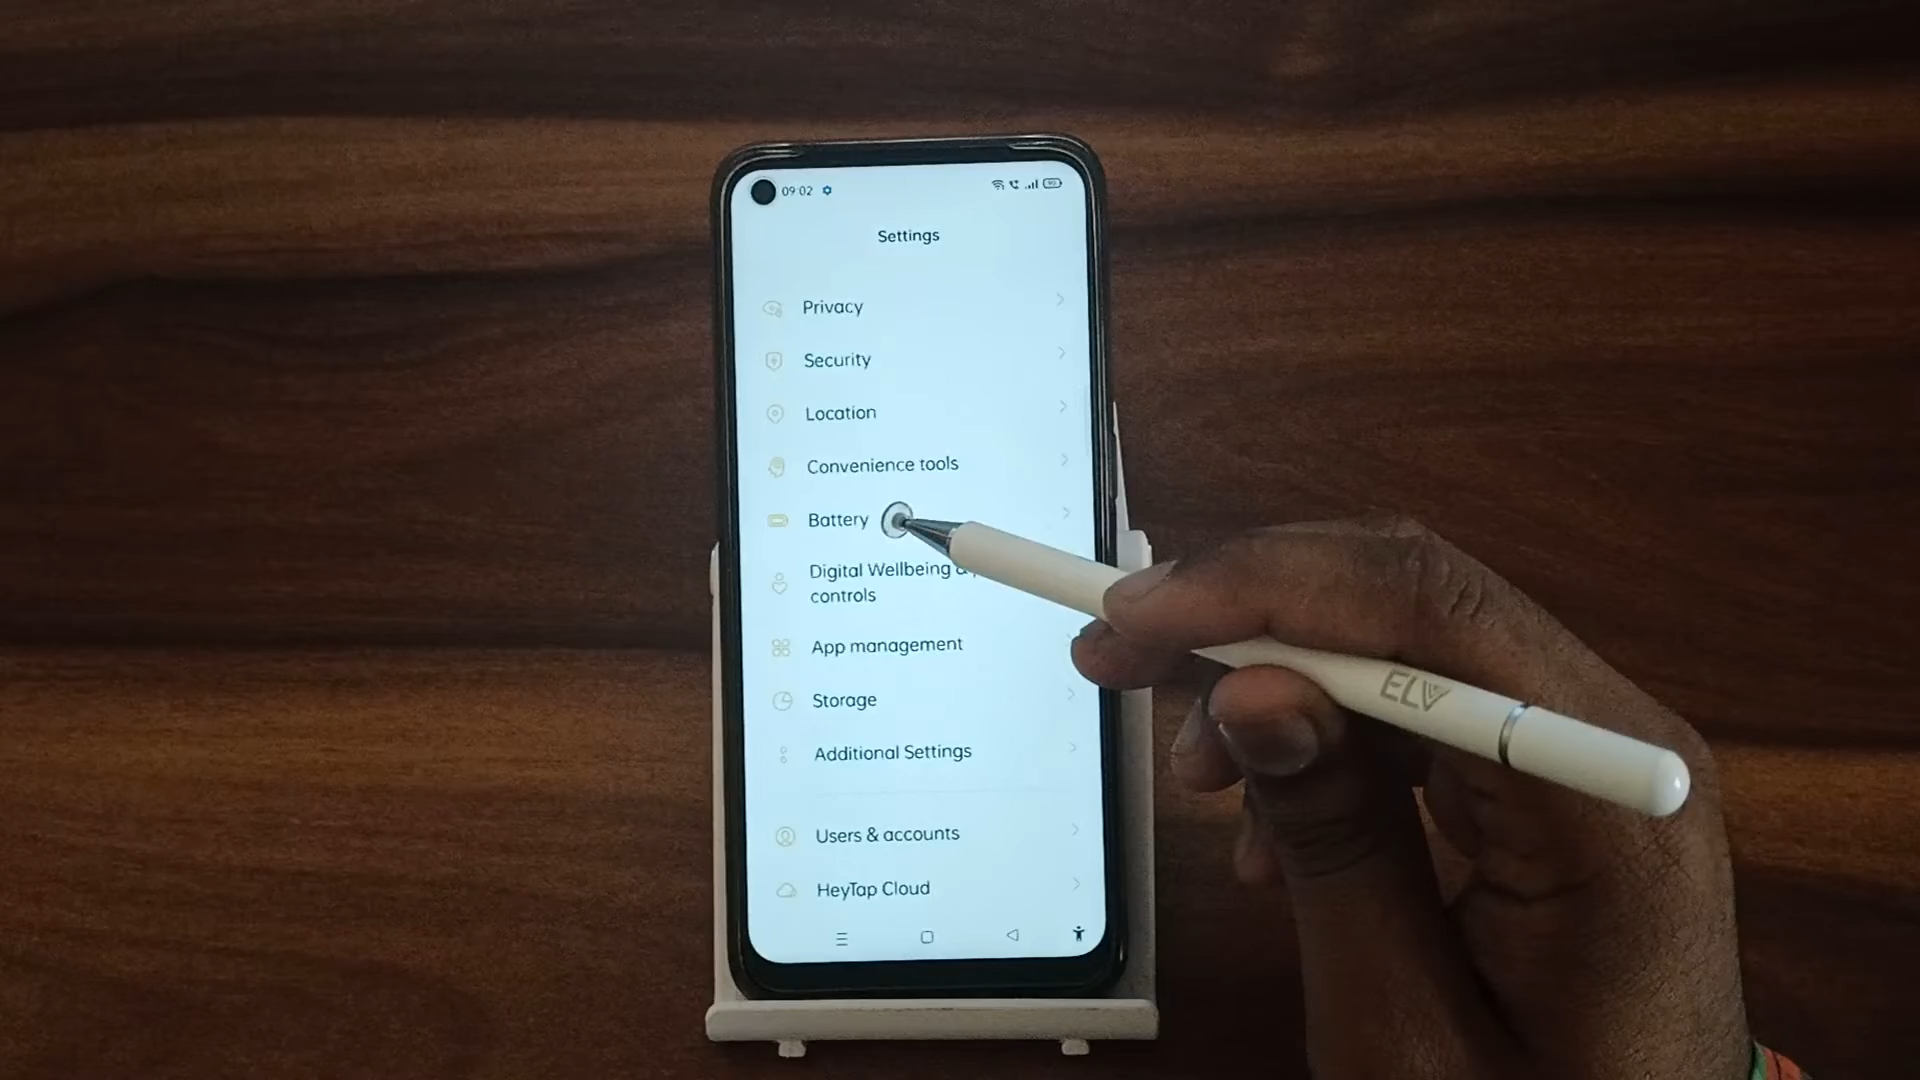 09:02
Settings
Privacy
Security
Location
Convenience tools
Battery
Digital Wellbeing &
controls
App management
Storage
Additional Settings
Users & accounts
HeyTap Cloud
ELV